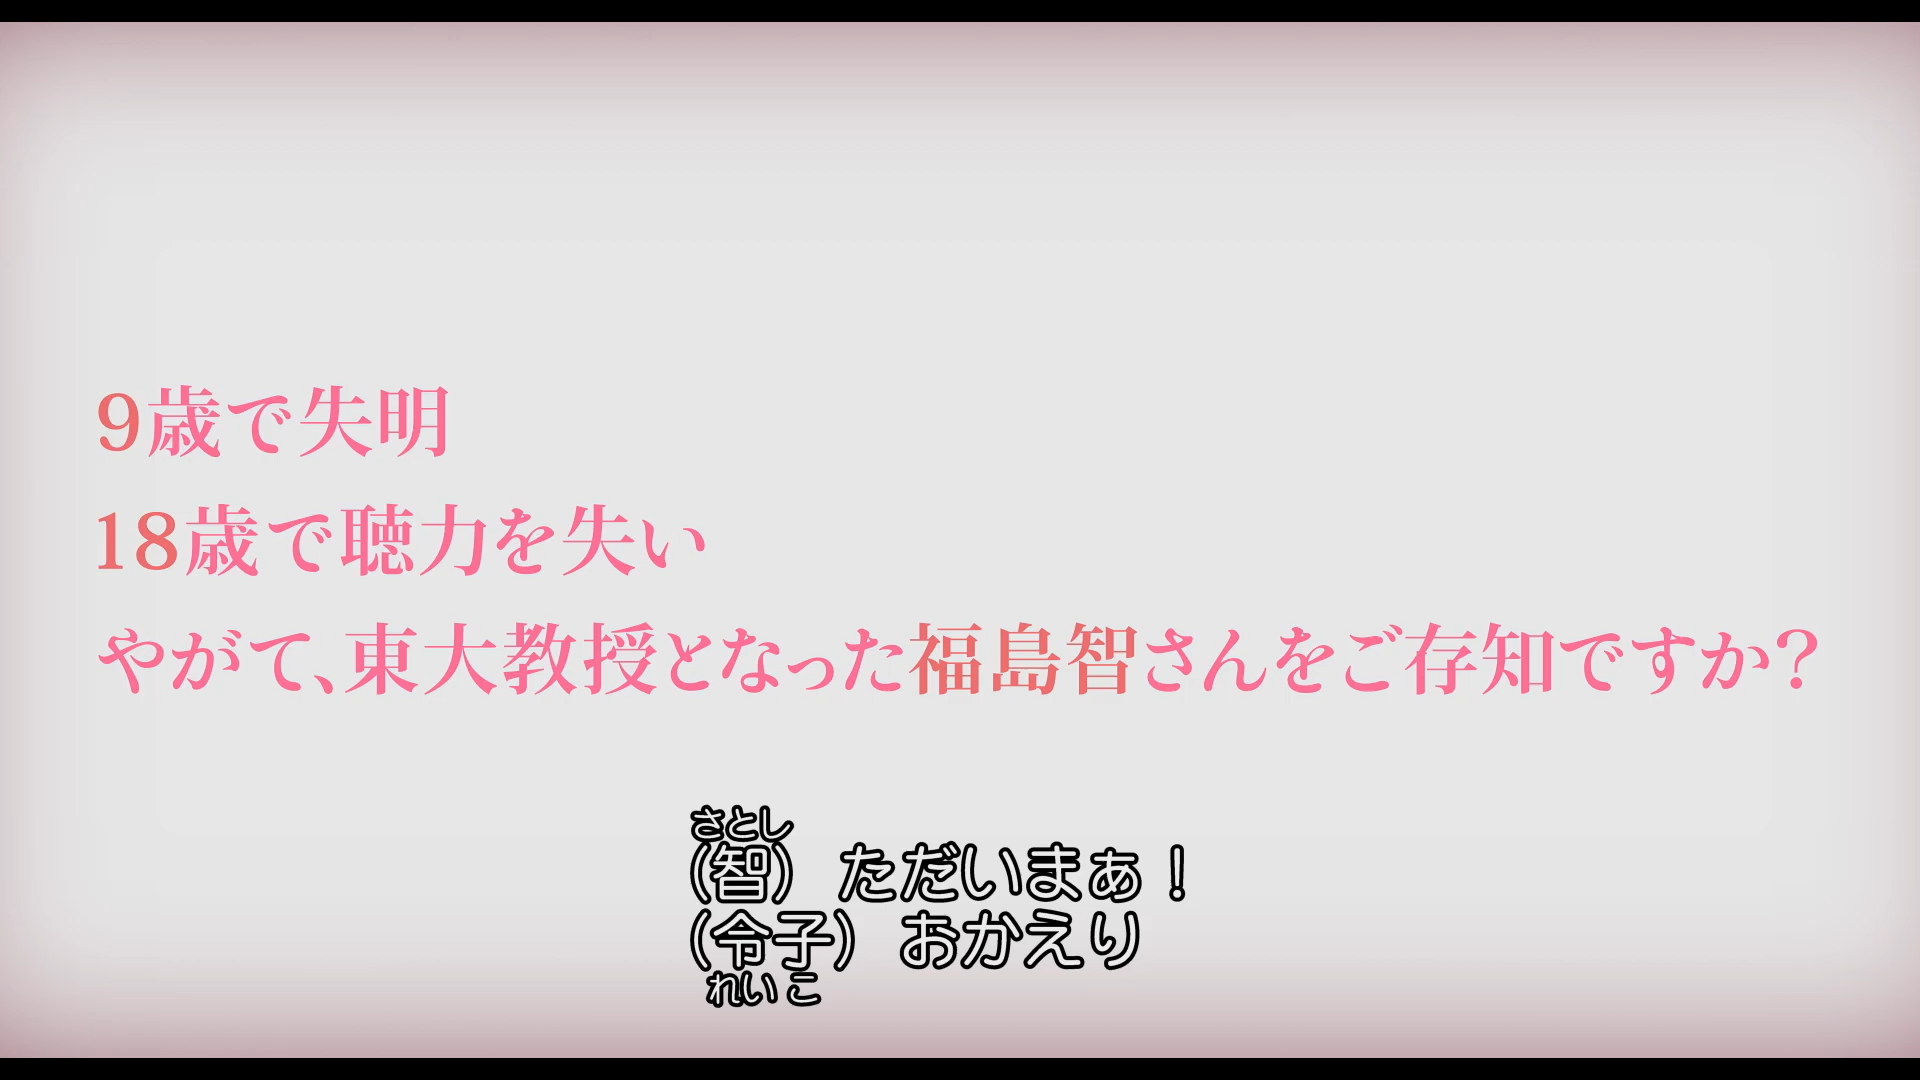 9歳で失明
18歳で聴力を失い
やがて、東大教授となった福島智さんをご存知ですか？
さとし
（智） ただいまぁ！
（令子） おかえり
れいこ